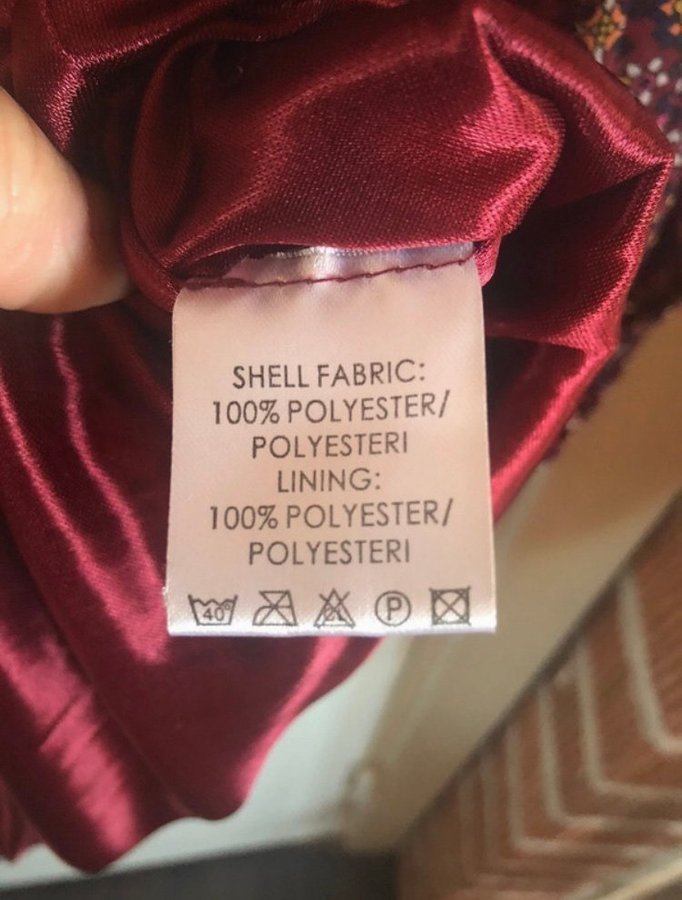 SHELL FABRIC:
100% POLYESTER/
POLYESTERI
LINING:
100% POLYESTER/
POLYESTERI
40° P